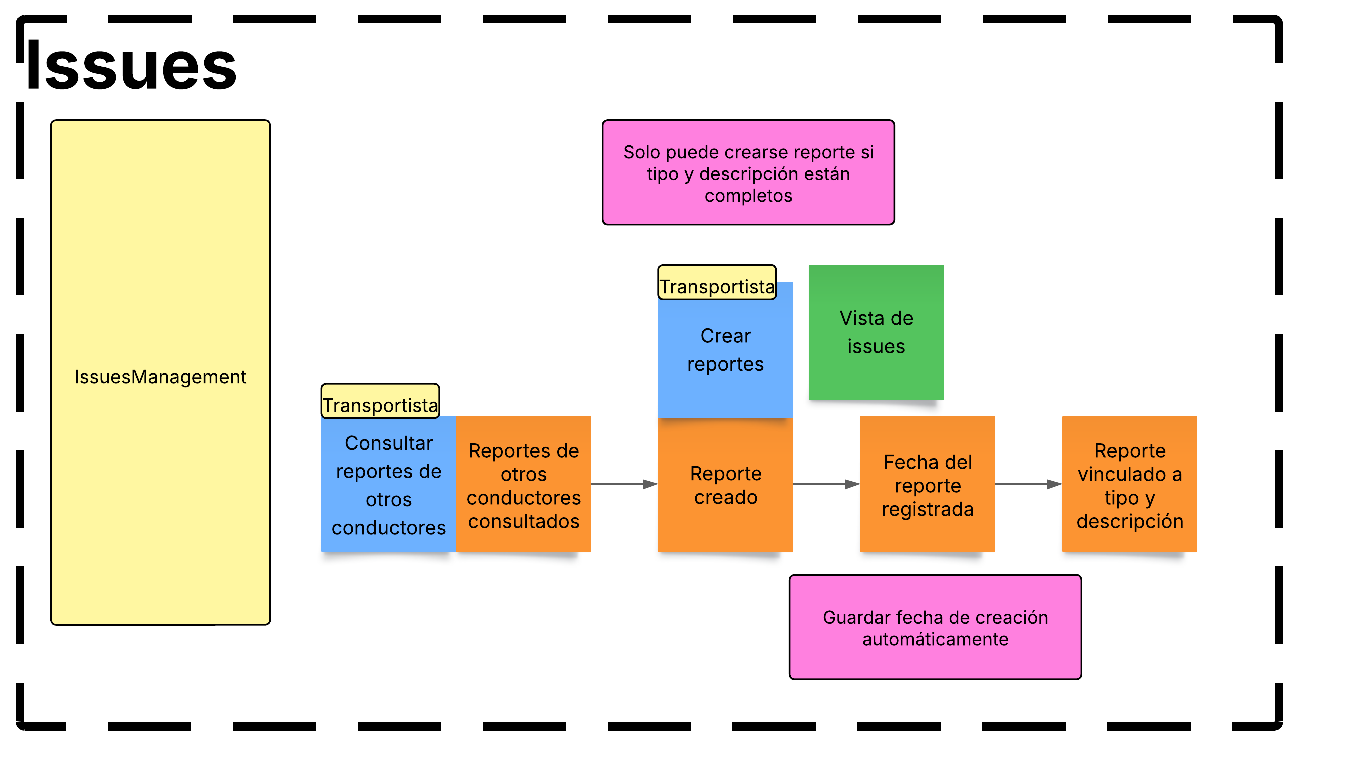 Issues
IssuesManagement
Solo puede crearse reporte si
tipo y descripción están
completos
Transportista
Crear
reportes
Vista de
issues
Transportista
Consultar
reportes de
otros
conductores
Reportes de
otros
conductores
consultados
Reporte
creado
Fecha del
reporte
registrada
Reporte
vinculado a
tipo y
descripción
Guardar fecha de creación
automáticamente